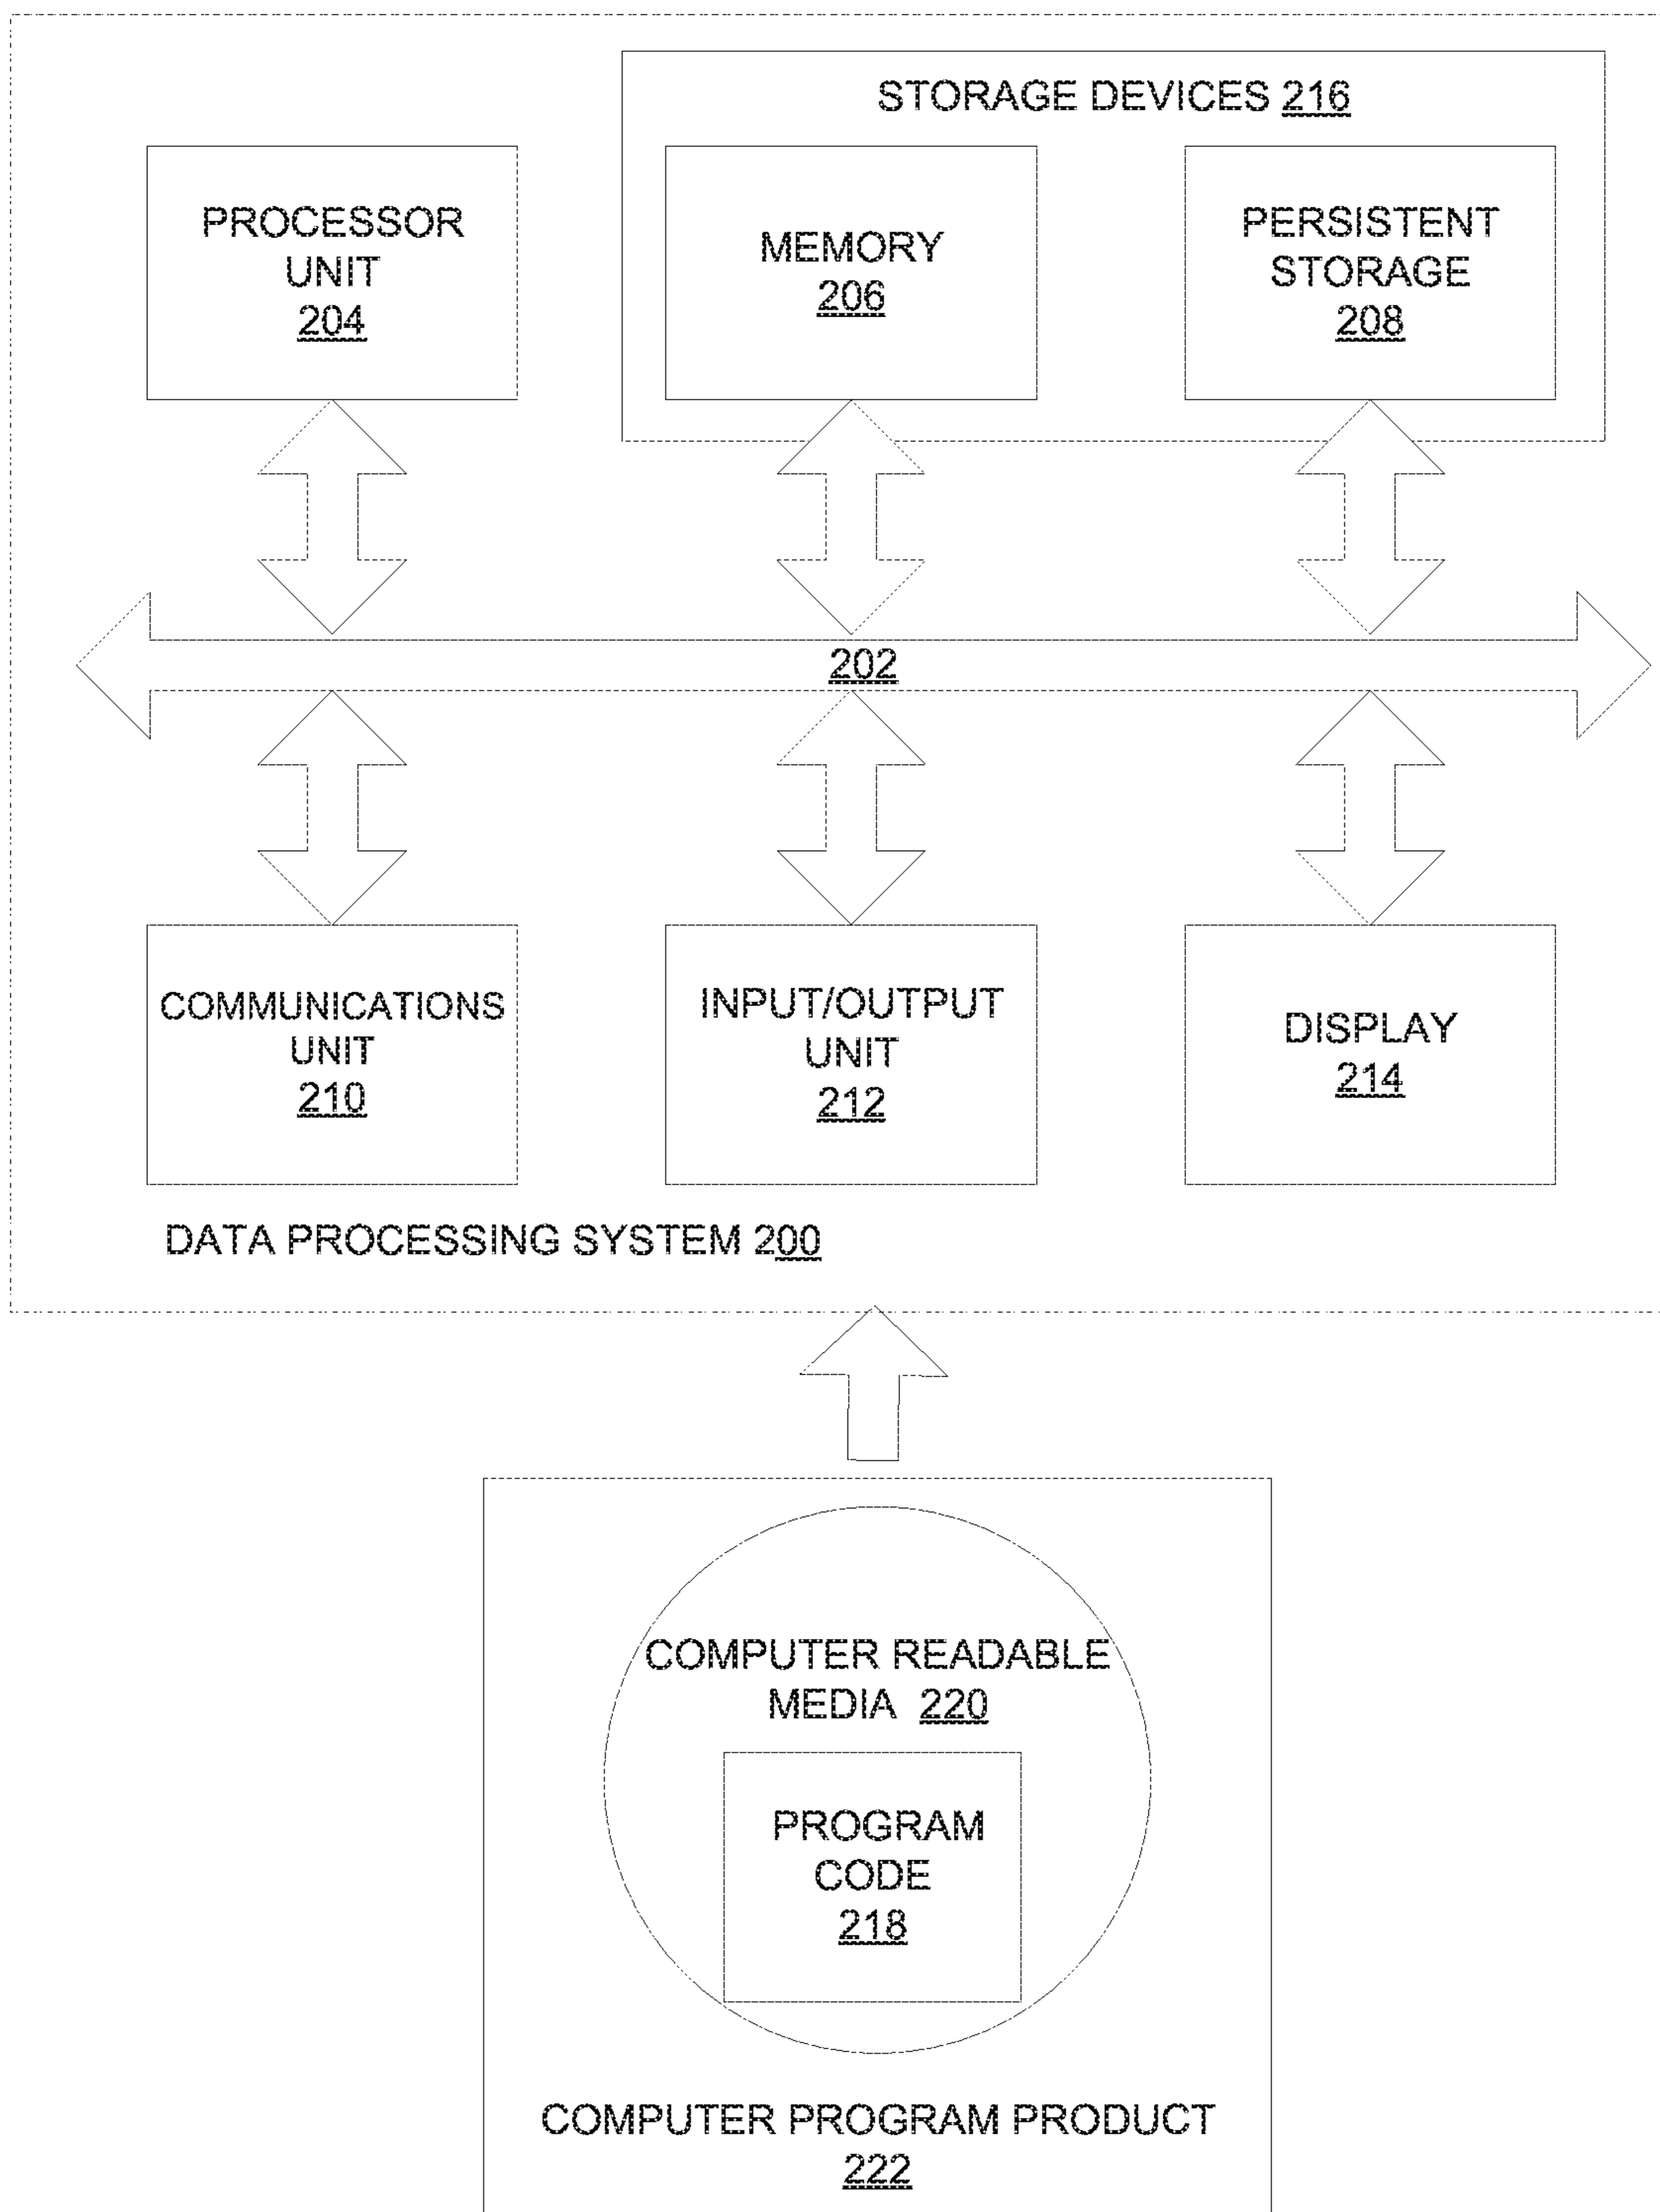 STORAGE DEVICES 216
PROCESSOR
UNIT
204
MEMORY
206
PERSISTENT
STORAGE
208
202
COMMUNICATIONS
UNIT
210
INPUT/OUTPUT
UNIT
212
DISPLAY
214
DATA PROCESSING SYSTEM 200
COMPUTER READABLE
MEDIA 220
PROGRAM
CODE
218
COMPUTER PROGRAM PRODUCT
222